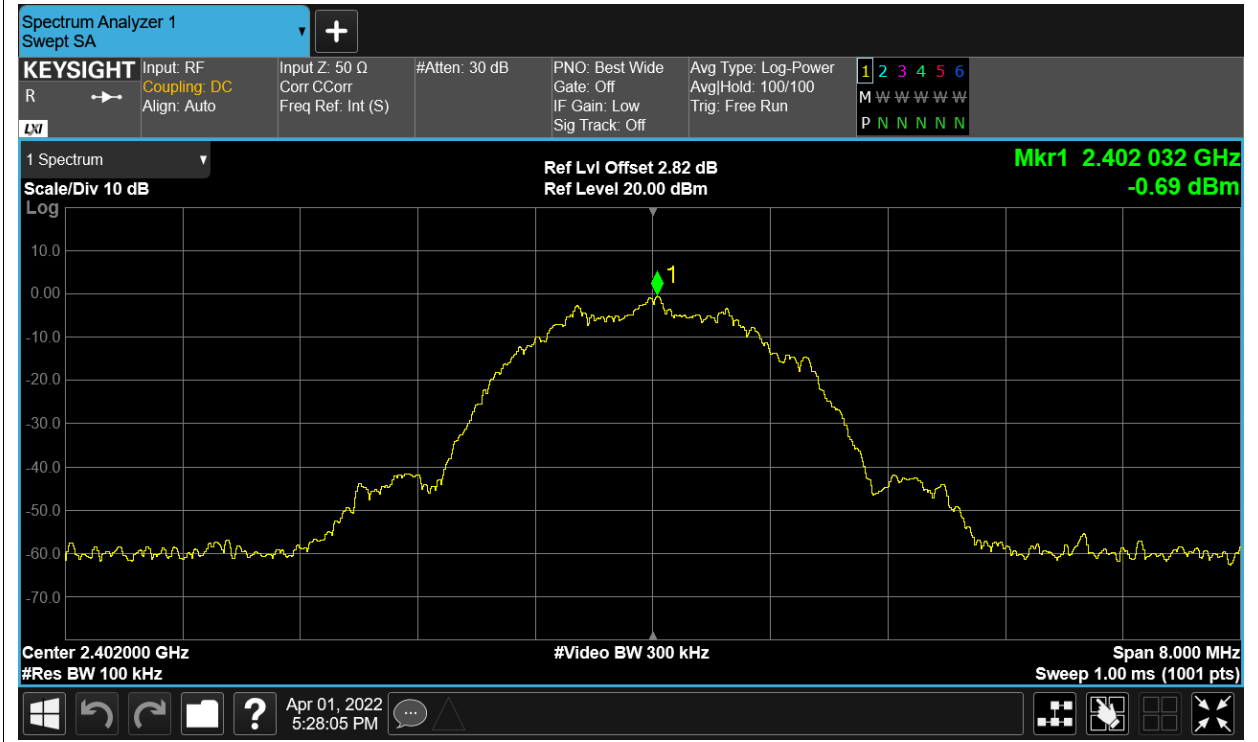 Spectrum Analyzer 1
Swept SA
KEYSIGHT
R
LXI
Input: RF
Coupling: DC
Align: Auto
Input Z: 50 Ω
Corr CCorr
Freq Ref: Int (S)
#Atten: 30 dB
PNO: Best Wide
Gate: Off
IF Gain: Low
Sig Track: Off
Avg Type: Log-Power
Avg|Hold: 100/100
Trig: Free Run
1 2 3 4 5 6
M W W W W W
P N N N N N
1 Spectrum
Scale/Div 10 dB
Log
Ref Lvl Offset 2.82 dB
Ref Level 20.00 dBm
Mkr1 2.402 032 GHz
-0.69 dBm
10.0
0.00
-10.0
-20.0
-30.0
-40.0
-50.0
-60.0
-70.0
1
Center 2.402000 GHz
#Res BW 100 kHz
#Video BW 300 kHz
Span 8.000 MHz
Sweep 1.00 ms (1001 pts)
?
Apr 01, 2022
5:28:05 PM